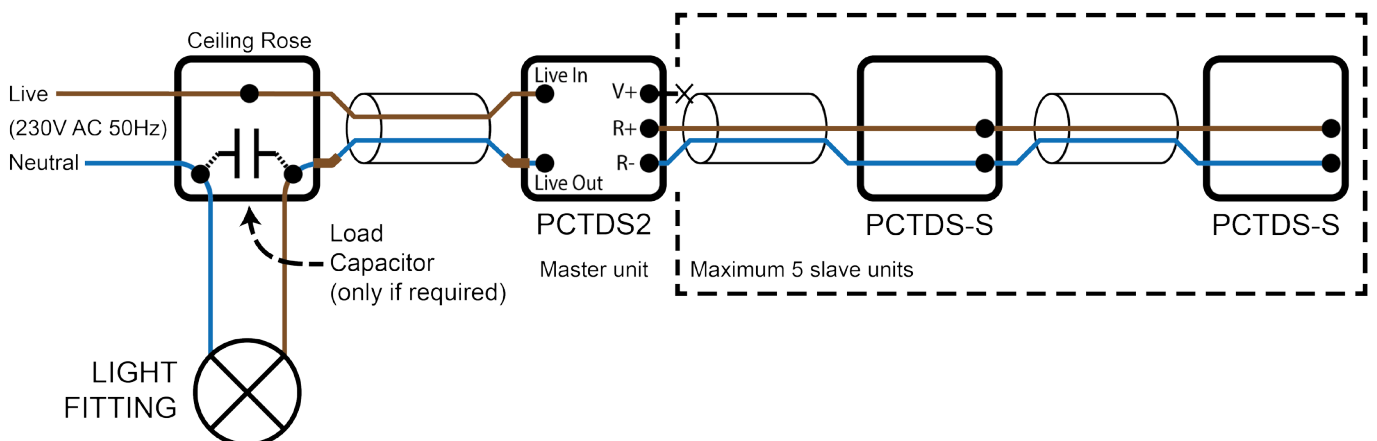 Ceiling Rose
Live
(230V AC 50Hz)
Neutral
Live In
Live Out
V+
R+
R-
PCTDS2
Master unit
PCTDS-S
PCTDS-S
Maximum 5 slave units
Load
Capacitor
(only if required)
LIGHT
FITTING